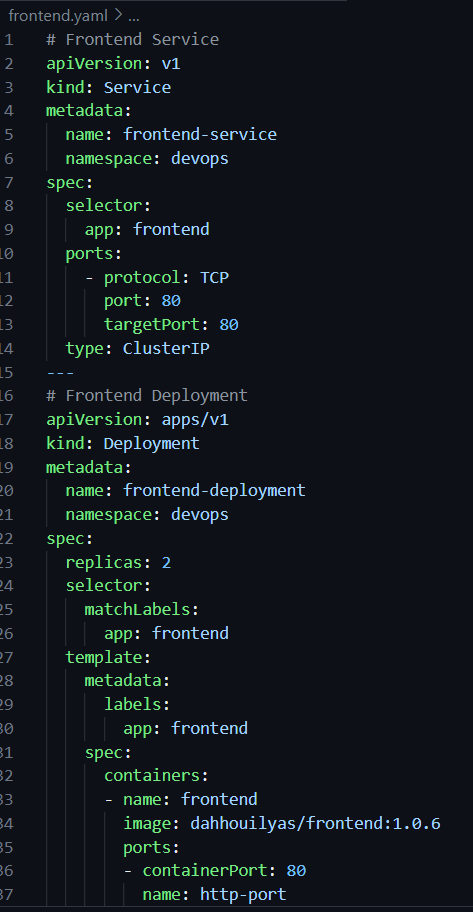 frontend.yaml > ...
1 # Frontend Service
2 apiVersion: v1
3 kind: Service
4 metadata:
5   name: frontend-service
6   namespace: devops
7 spec:
8   selector:
9     app: frontend
10   ports:
11     - protocol: TCP
12       port: 80
13       targetPort: 80
14   type: ClusterIP
15 ---
16 # Frontend Deployment
17 apiVersion: apps/v1
18 kind: Deployment
19 metadata:
20   name: frontend-deployment
21   namespace: devops
22 spec:
23   replicas: 2
24   selector:
25     matchLabels:
26       app: frontend
27   template:
28     metadata:
29       labels:
30         app: frontend
31     spec:
32       containers:
33       - name: frontend
34         image: dahhouilyas/frontend:1.0.6
35         ports:
36         - containerPort: 80
37           name: http-port